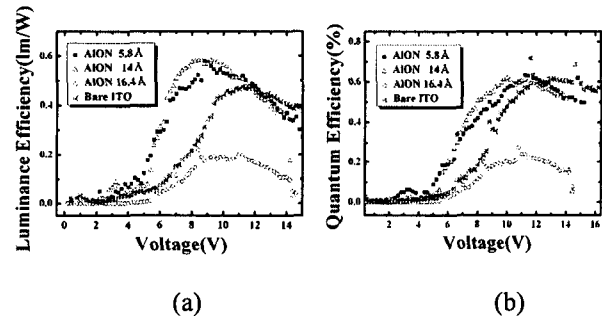 Luminance Efficiency(lm/W)
0.6
0.4
0.2
0.0
AlON 5.8 Å
AlON 14 Å
AlON 16.4 Å
Bare ITO
0 2 4 6 8 10 12 14
Voltage(V)
(a)
Quantum Efficiency(%)
0.8
0.6
0.4
0.2
0.0
AlON 5.8 Å
AlON 14 Å
AlON 16.4 Å
Bare ITO
2 4 6 8 10 12 14 16
Voltage(V)
(b)